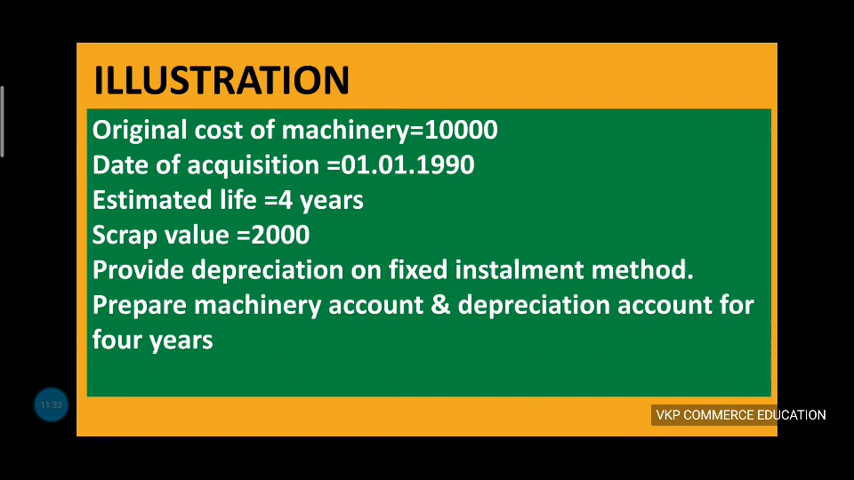 ILLUSTRATION
Original cost of machinery=10000
Date of acquisition =01.01.1990
Estimated life =4 years
Scrap value =2000
Provide depreciation on fixed instalment method.
Prepare machinery account & depreciation account for
four years
11:33
VKP COMMERCE EDUCATION